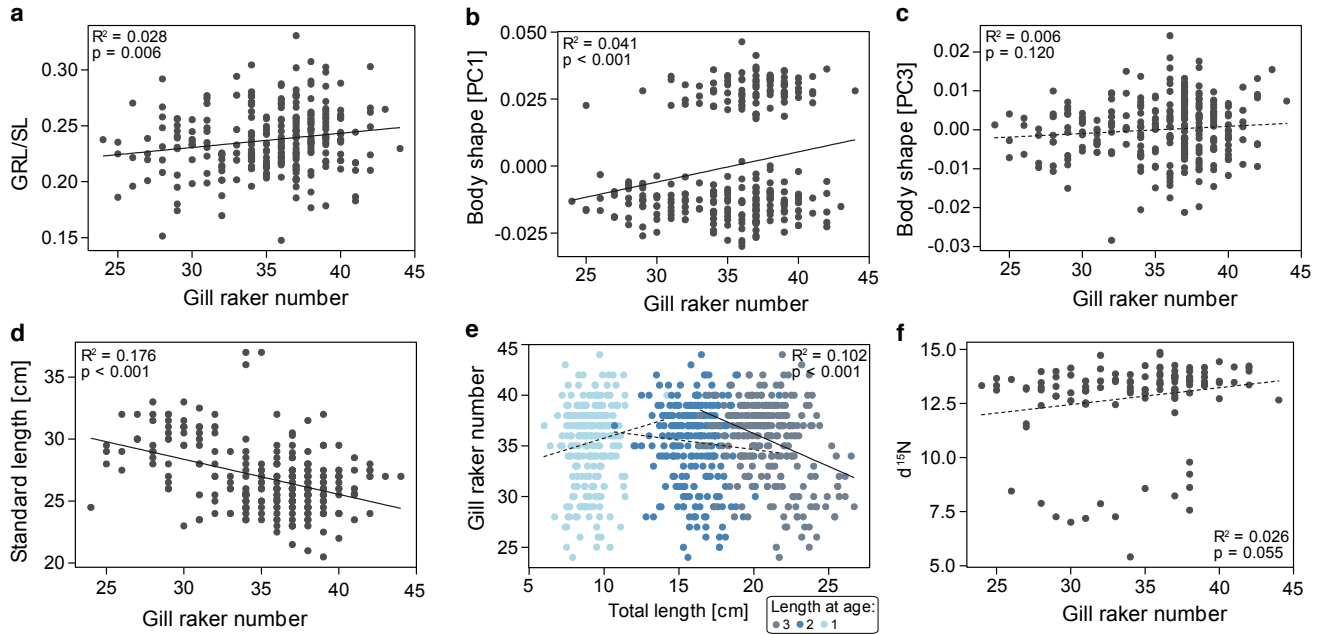 a
R² = 0.028
p = 0.006
0.30
0.25
0.20
0.15
GRL/SL
25 30 35 40 45
Gill raker number
b
R² = 0.041
p < 0.001
0.050
0.025
0.000
-0.025
Body shape [PC1]
25 30 35 40 45
Gill raker number
c
R² = 0.006
p = 0.120
0.02
0.01
0.00
-0.01
-0.02
-0.03
Body shape [PC3]
25 30 35 40 45
Gill raker number
d
R² = 0.176
p < 0.001
35
30
25
20
Standard length [cm]
25 30 35 40 45
Gill raker number
e
R² = 0.102
p < 0.001
45
40
35
30
25
Gill raker number
5 10 15 20 25
Total length [cm]
Length at age:
3 2 1
f
15.0
12.5
10.0
7.5
5.0
d¹⁵N
R² = 0.026
p = 0.055
25 30 35 40 45
Gill raker number